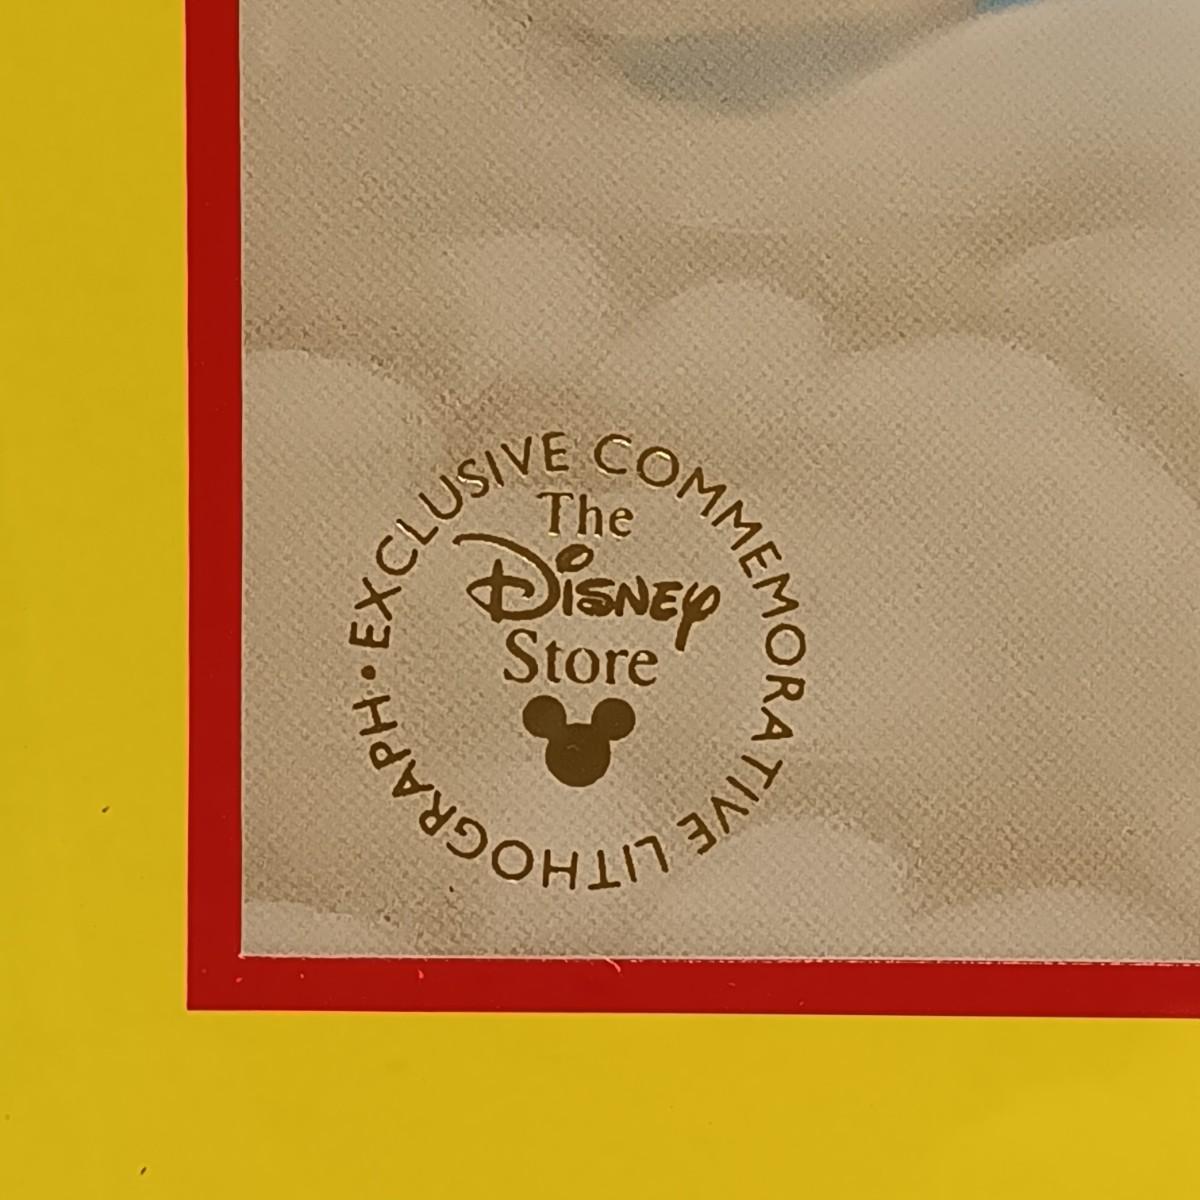 EXCLUSIVE COMMEMORATIVE LITHOGRAPH •
The
Disney
Store